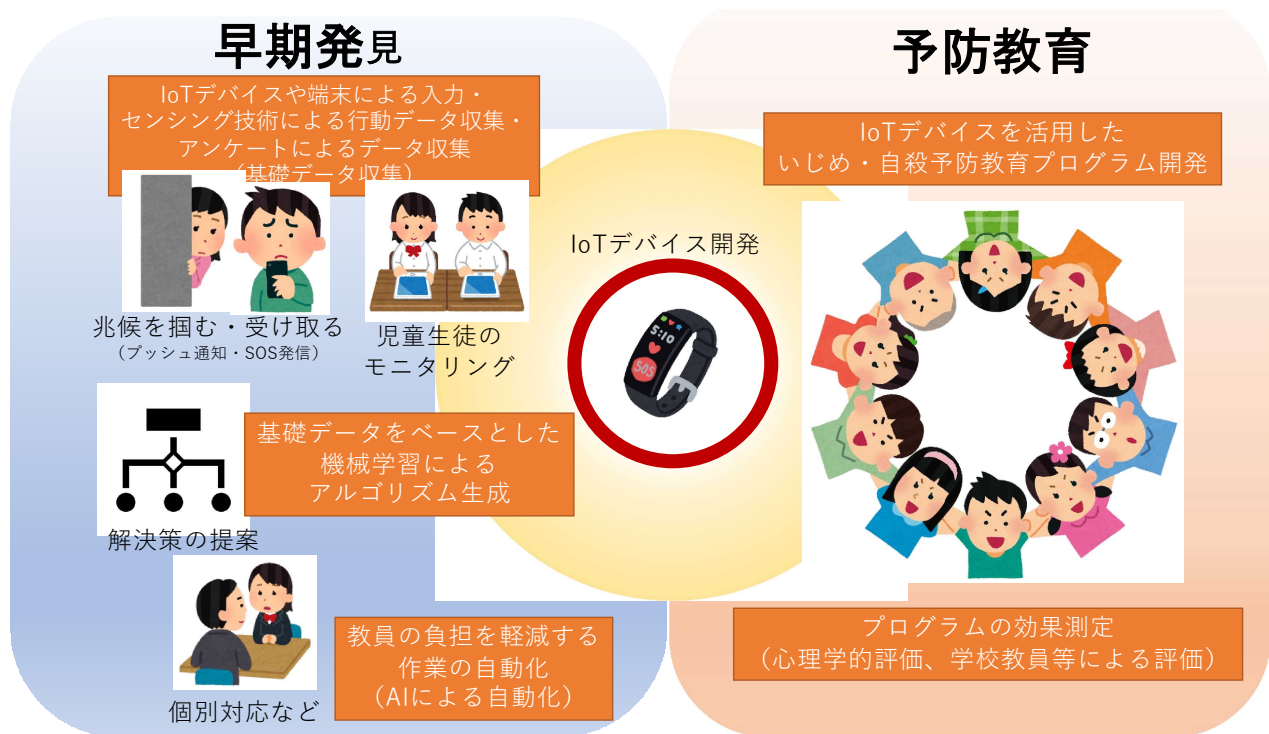 早期発見
IoTデバイスや端末による入力・
センシング技術による行動データ収集・
アンケートによるデータ収集
（基礎データ収集）
兆候を掴む・受け取る
（プッシュ通知・SOS発信）
児童生徒の
モニタリング
基礎データをベースとした
機械学習による
アルゴリズム生成
解決策の提案
教員の負担を軽減する
作業の自動化
（AIによる自動化）
個別対応など
IoTデバイス開発
5:10
SOS
予防教育
IoTデバイスを活用した
いじめ・自殺予防教育プログラム開発
プログラムの効果測定
（心理学的評価、学校教員等による評価）